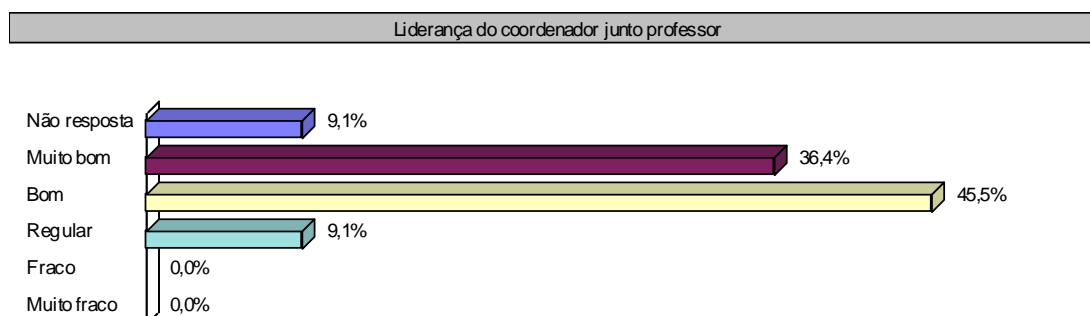 Liderança do coordenador junto professor
Não resposta 9,1%
Muito bom 36,4%
Bom 45,5%
Regular 9,1%
Fraco 0,0%
Muito fraco 0,0%